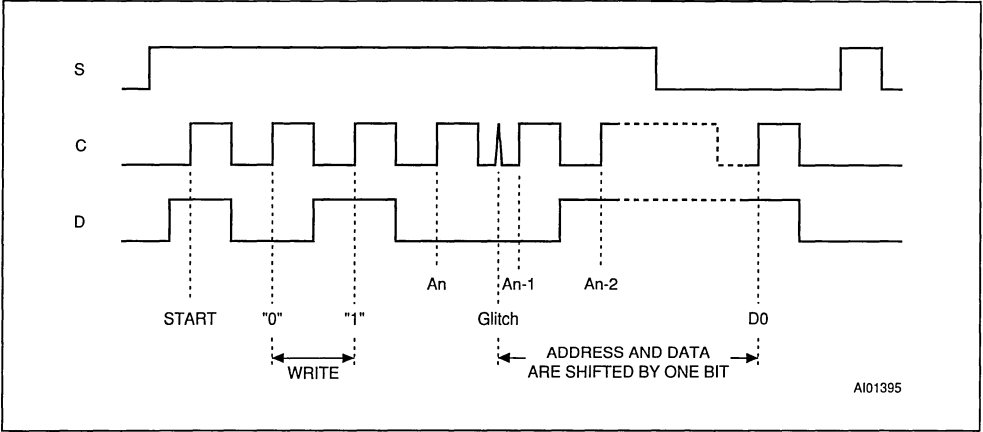 S
C
D
An
An-1
An-2
START
"0"
"1"
Glitch
D0
WRITE
ADDRESS AND DATA
ARE SHIFTED BY ONE BIT
AI01395